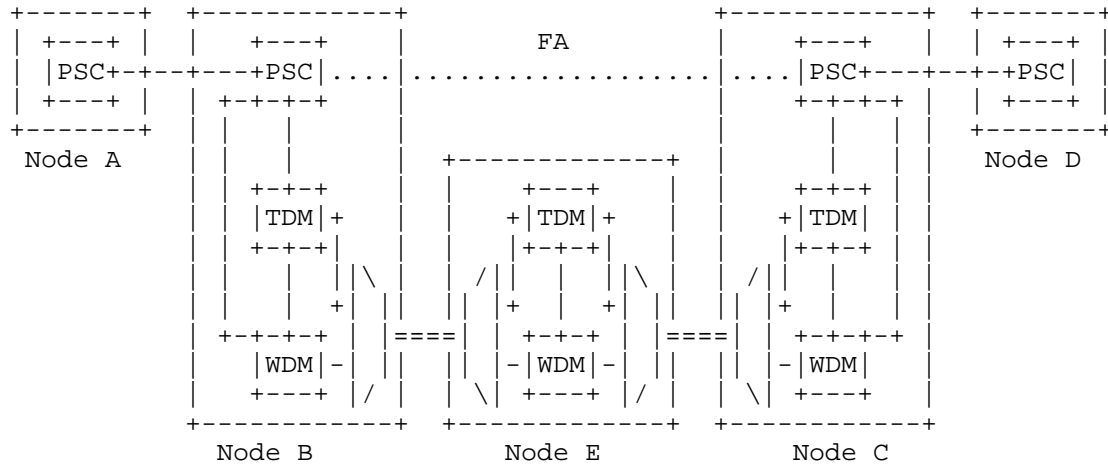 FA
PSC PSC PSC PSC
Node A Node D
TDM TDM TDM
WDM WDM WDM
Node B Node E Node C